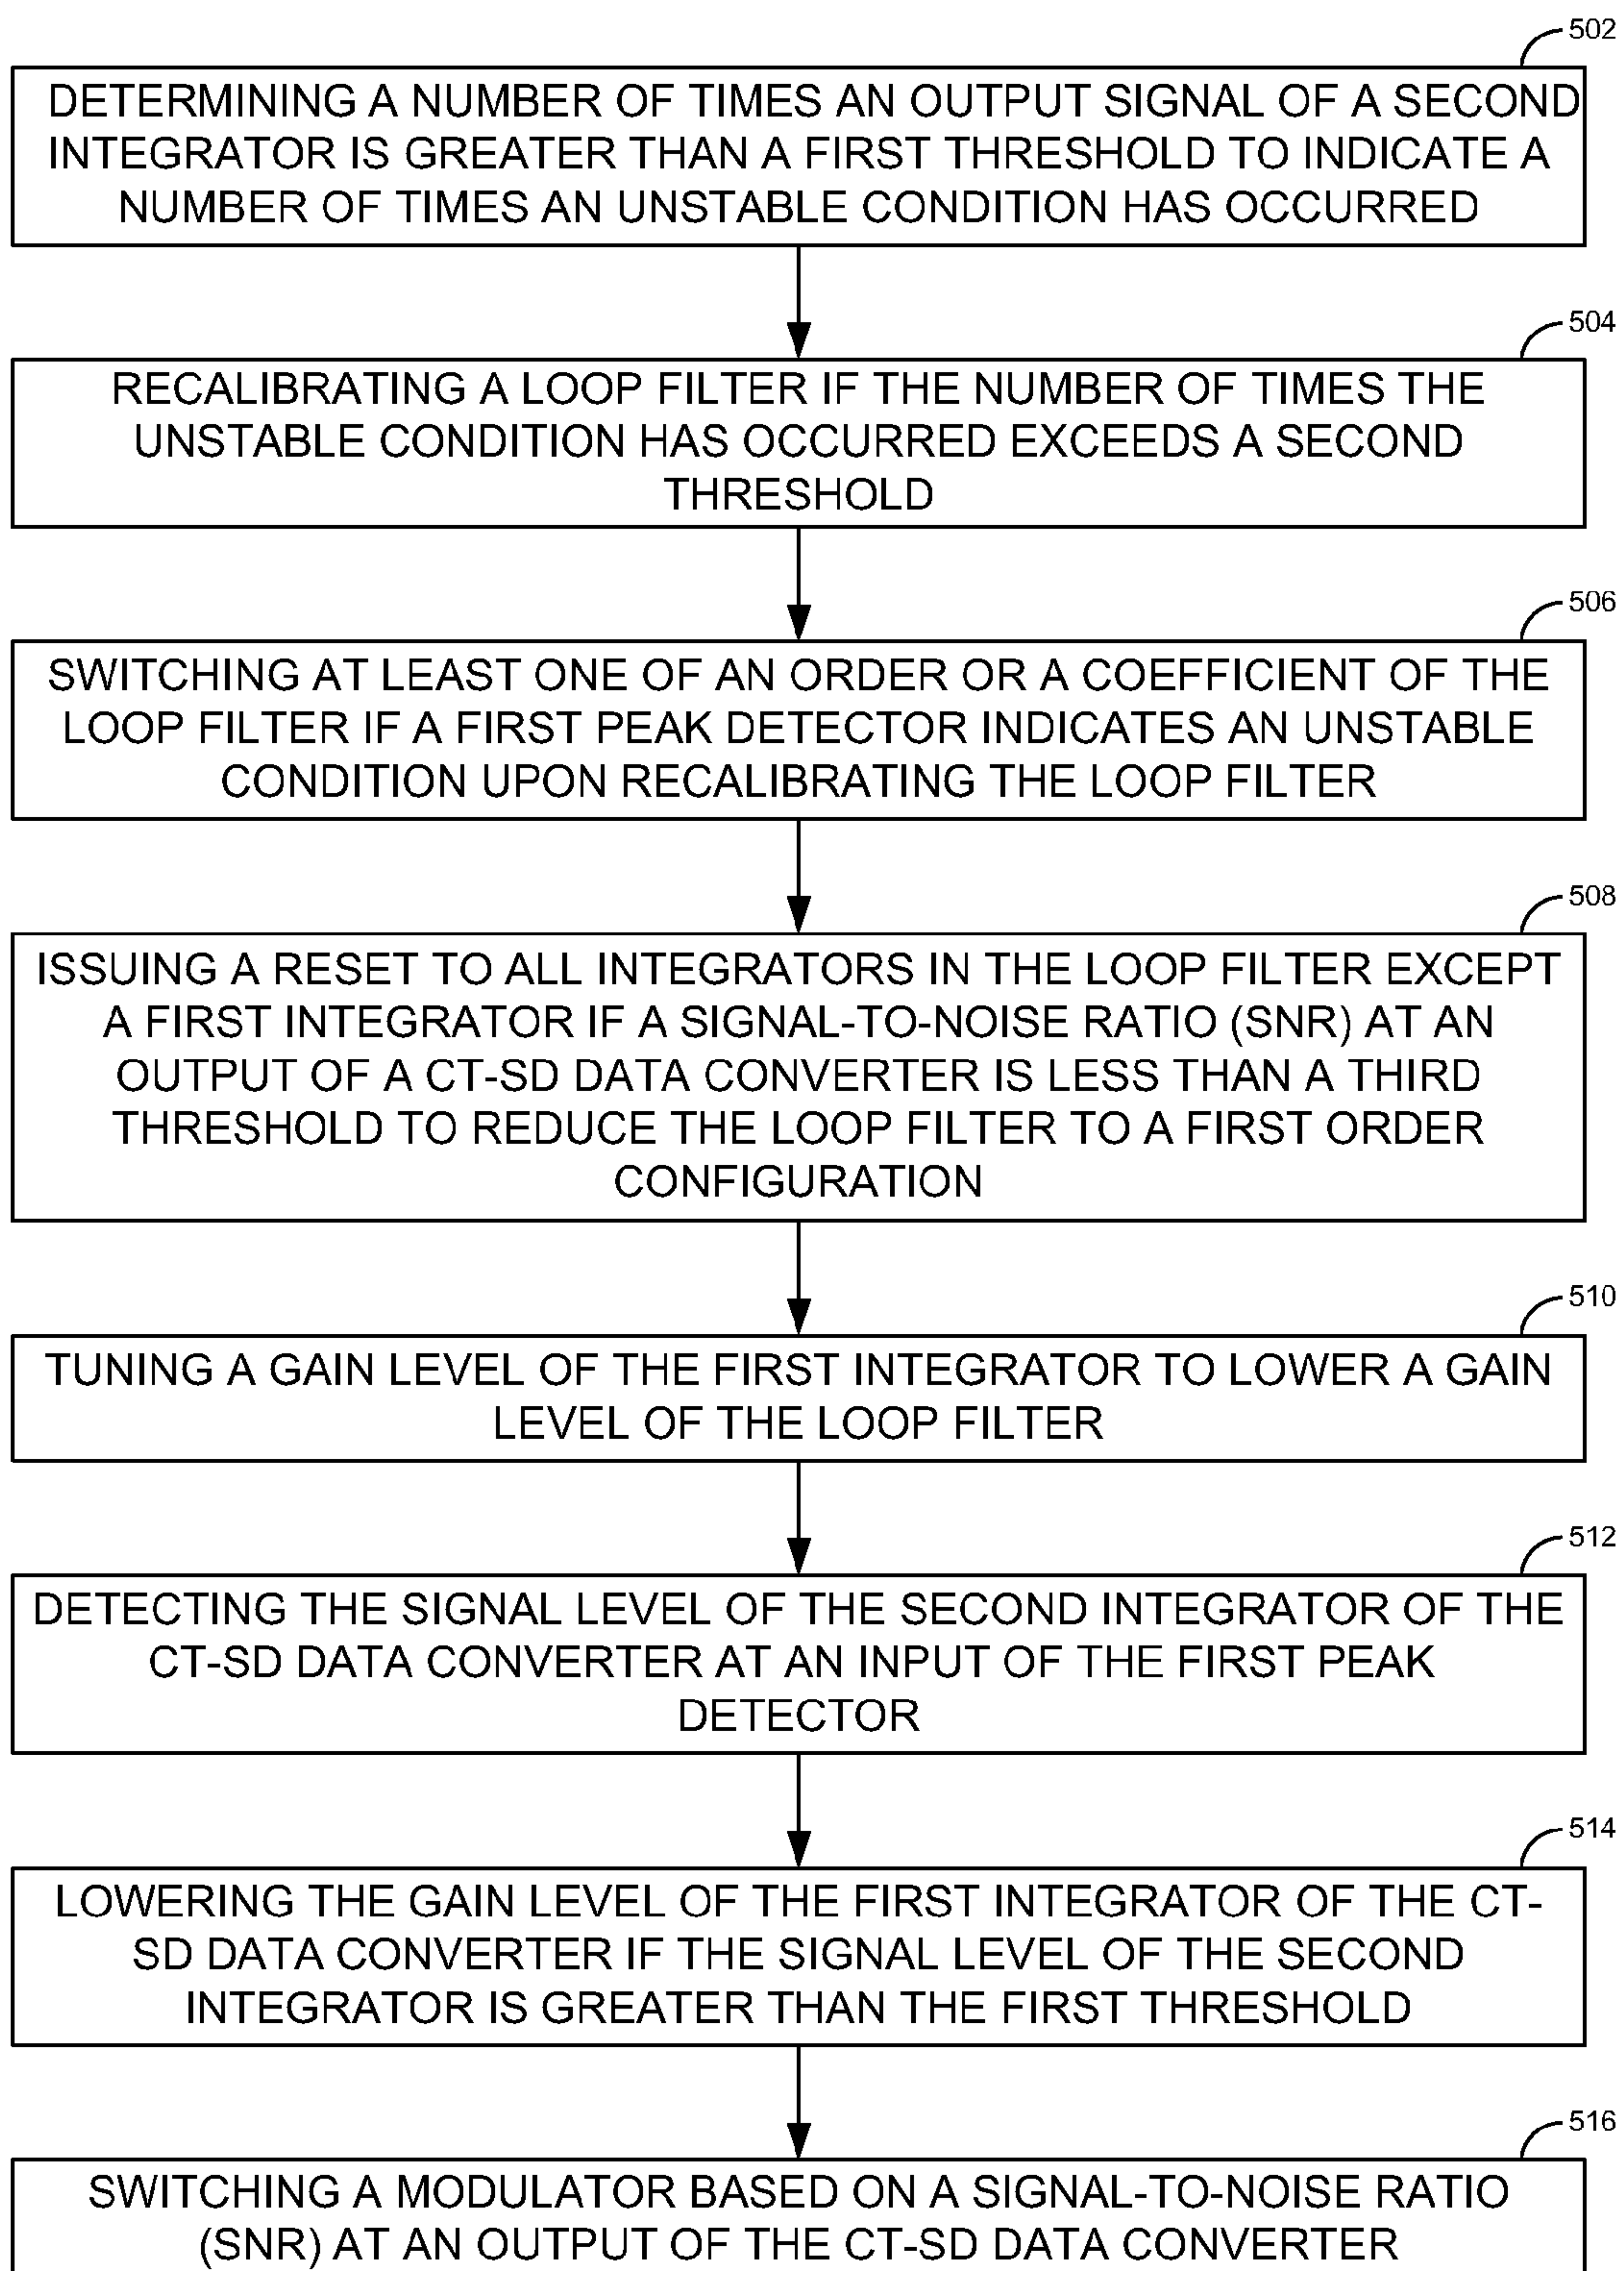 502
DETERMINING A NUMBER OF TIMES AN OUTPUT SIGNAL OF A SECOND
INTEGRATOR IS GREATER THAN A FIRST THRESHOLD TO INDICATE A
NUMBER OF TIMES AN UNSTABLE CONDITION HAS OCCURRED
504
RECALIBRATING A LOOP FILTER IF THE NUMBER OF TIMES THE
UNSTABLE CONDITION HAS OCCURRED EXCEEDS A SECOND
THRESHOLD
506
SWITCHING AT LEAST ONE OF AN ORDER OR A COEFFICIENT OF THE
LOOP FILTER IF A FIRST PEAK DETECTOR INDICATES AN UNSTABLE
CONDITION UPON RECALIBRATING THE LOOP FILTER
508
ISSUING A RESET TO ALL INTEGRATORS IN THE LOOP FILTER EXCEPT
A FIRST INTEGRATOR IF A SIGNAL-TO-NOISE RATIO (SNR) AT AN
OUTPUT OF A CT-SD DATA CONVERTER IS LESS THAN A THIRD
THRESHOLD TO REDUCE THE LOOP FILTER TO A FIRST ORDER
CONFIGURATION
510
TUNING A GAIN LEVEL OF THE FIRST INTEGRATOR TO LOWER A GAIN
LEVEL OF THE LOOP FILTER
512
DETECTING THE SIGNAL LEVEL OF THE SECOND INTEGRATOR OF THE
CT-SD DATA CONVERTER AT AN INPUT OF THE FIRST PEAK
DETECTOR
514
LOWERING THE GAIN LEVEL OF THE FIRST INTEGRATOR OF THE CT-
SD DATA CONVERTER IF THE SIGNAL LEVEL OF THE SECOND
INTEGRATOR IS GREATER THAN THE FIRST THRESHOLD
516
SWITCHING A MODULATOR BASED ON A SIGNAL-TO-NOISE RATIO
(SNR) AT AN OUTPUT OF THE CT-SD DATA CONVERTER